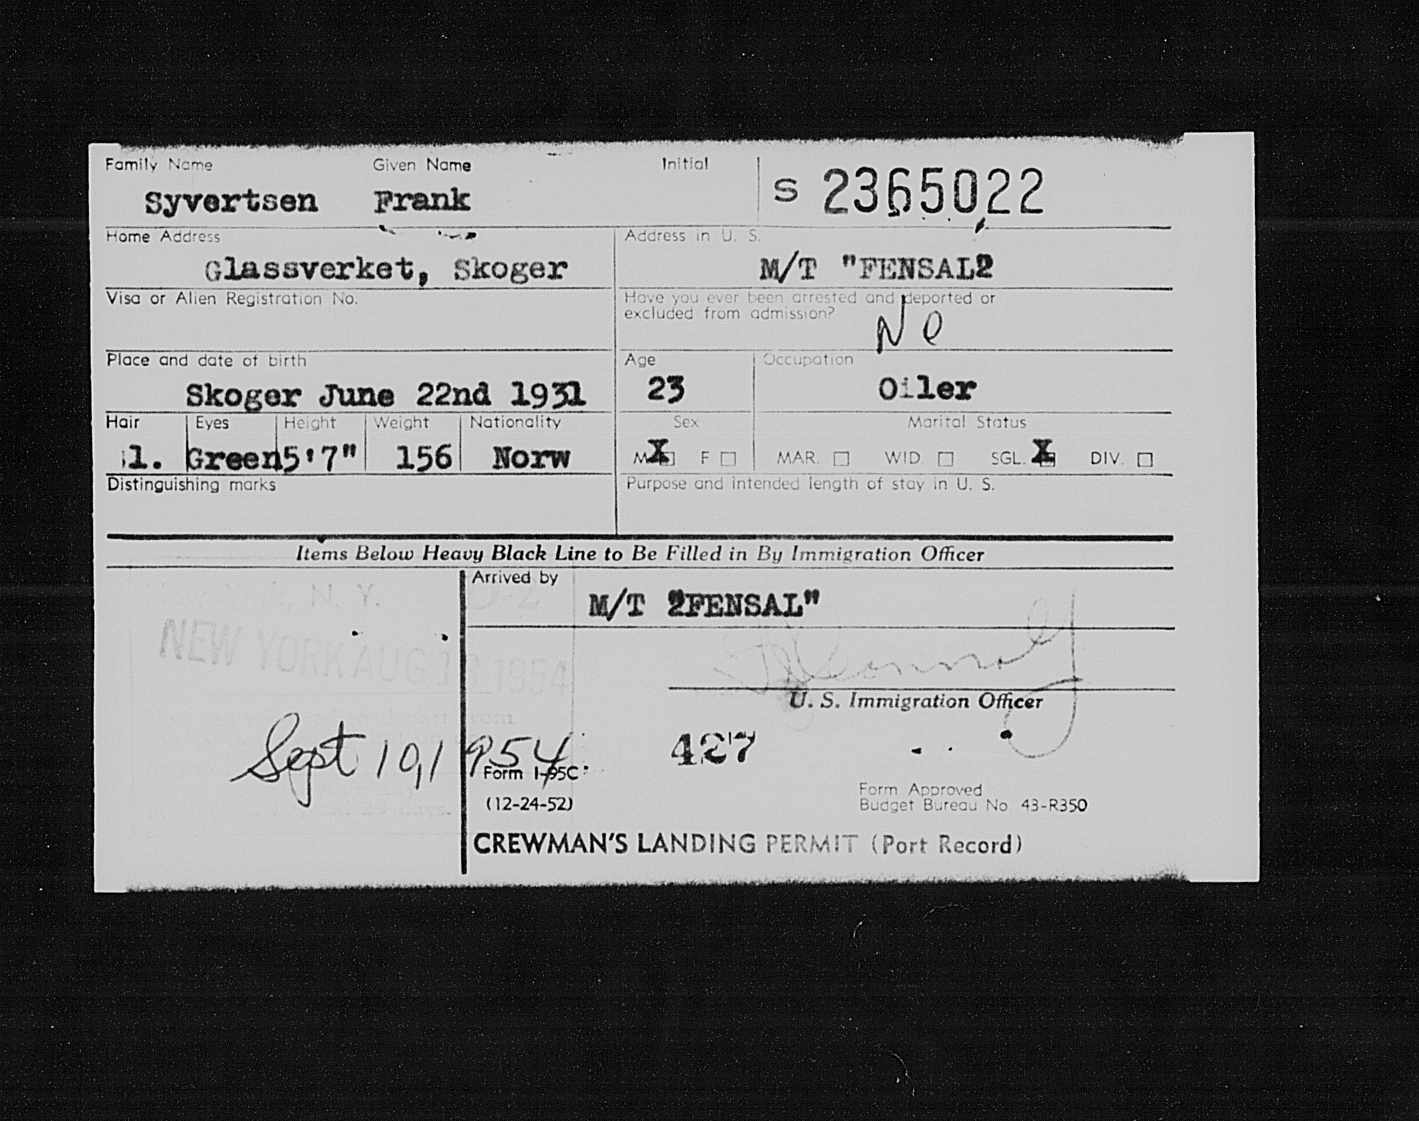 Family Name Given Name Initial
Syvertsen Frank S 2365022
Home Address Address in U. S.
Glassverket, Skoger M/T "FENSAL2
Visa or Alien Registration No. Have you ever been arrested and deported or
excluded from admission? No
Place and date of birth Age Occupation
Skoger June 22nd 1931 23 Oiler
Hair Eyes Height Weight Nationality Sex Marital Status
Green 5'7" 156 Norw M X F MAR. WID. SGL. X DIV.
Distinguishing marks Purpose and intended length of stay in U. S.
Items Below Heavy Black Line to Be Filled in By Immigration Officer
Arrived by
M/T 2FENSAL"
N. Y.
NEW YORK AUG 1954
U. S. Immigration Officer
Sept 10, 1954 427
Form I-95C
(12-24-52)
Form Approved
Budget Bureau No 43-R350
CREWMAN'S LANDING PERMIT (Port Record)